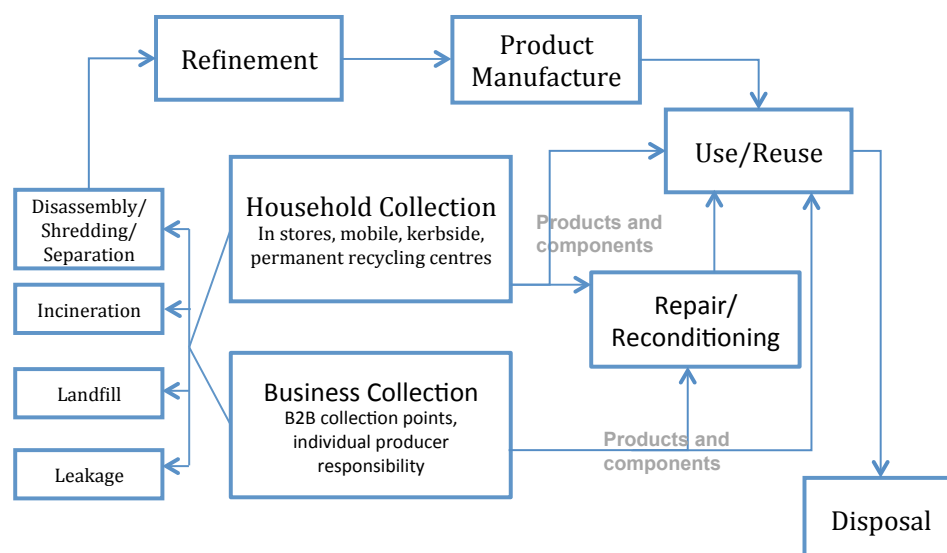 Refinement
Product
Manufacture
Use/Reuse
Disassembly/
Shredding/
Separation
Household Collection
In stores, mobile, kerbside,
permanent recycling centres
Products and
components
Incineration
Repair/
Reconditioning
Landfill
Business Collection
B2B collection points,
individual producer
responsibility
Products and
components
Leakage
Disposal